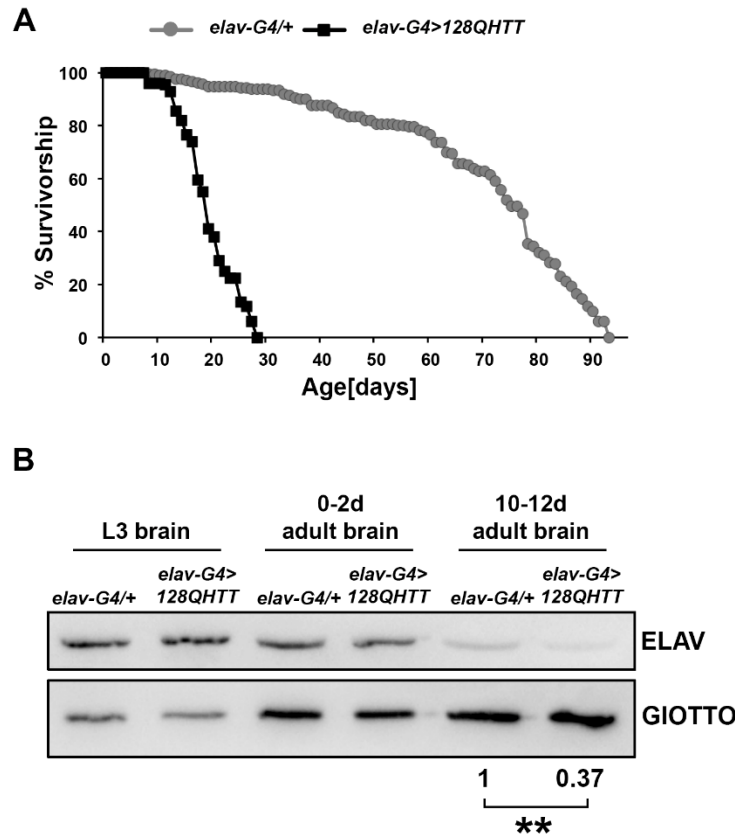 A
elav-G4/+ elav-G4>128QHTT
100
80
60
40
20
0
% Survivorship
0 10 20 30 40 50 60 70 80 90
Age[days]
B
L3 brain
0-2d
adult brain
10-12d
adult brain
elav-G4/+
elav-G4>
128QHTT
elav-G4/+
elav-G4>
128QHTT
elav-G4/+
elav-G4>
128QHTT
ELAV
GIOTTO
1 0.37
**